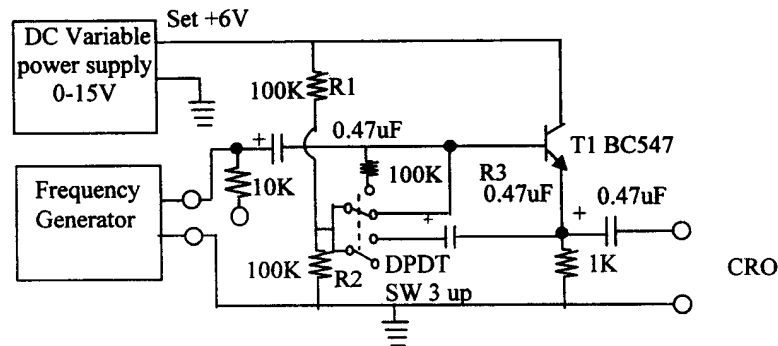 Set +6V
DC Variable
power supply
0-15V
100K
R1
0.47uF
T1 BC547
+
100K
R3
0.47uF
0.47uF
Frequency
Generator
10K
+
+
100K
R2
DPDT
SW 3 up
1K
CRO